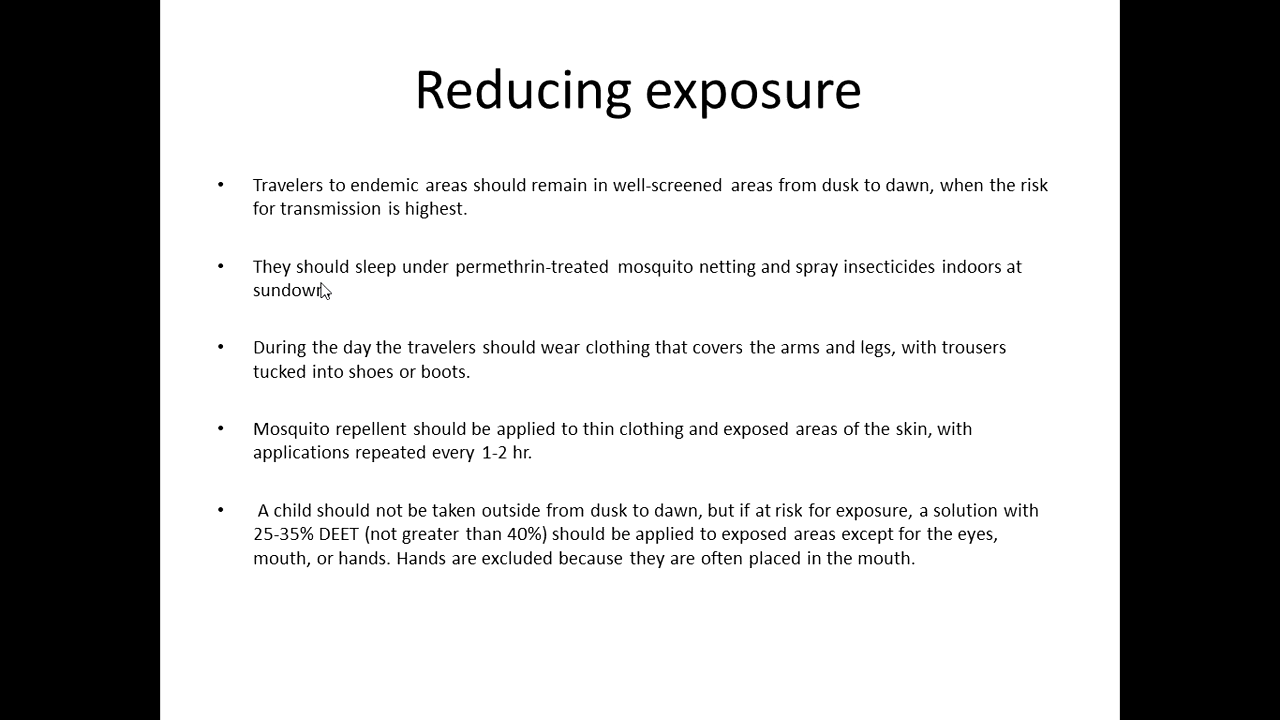 Reducing exposure
• Travelers to endemic areas should remain in well-screened areas from dusk to dawn, when the risk
for transmission is highest.
• They should sleep under permethrin-treated mosquito netting and spray insecticides indoors at
sundown
• During the day the travelers should wear clothing that covers the arms and legs, with trousers
tucked into shoes or boots.
• Mosquito repellent should be applied to thin clothing and exposed areas of the skin, with
applications repeated every 1-2 hr.
• A child should not be taken outside from dusk to dawn, but if at risk for exposure, a solution with
25-35% DEET (not greater than 40%) should be applied to exposed areas except for the eyes,
mouth, or hands. Hands are excluded because they are often placed in the mouth.